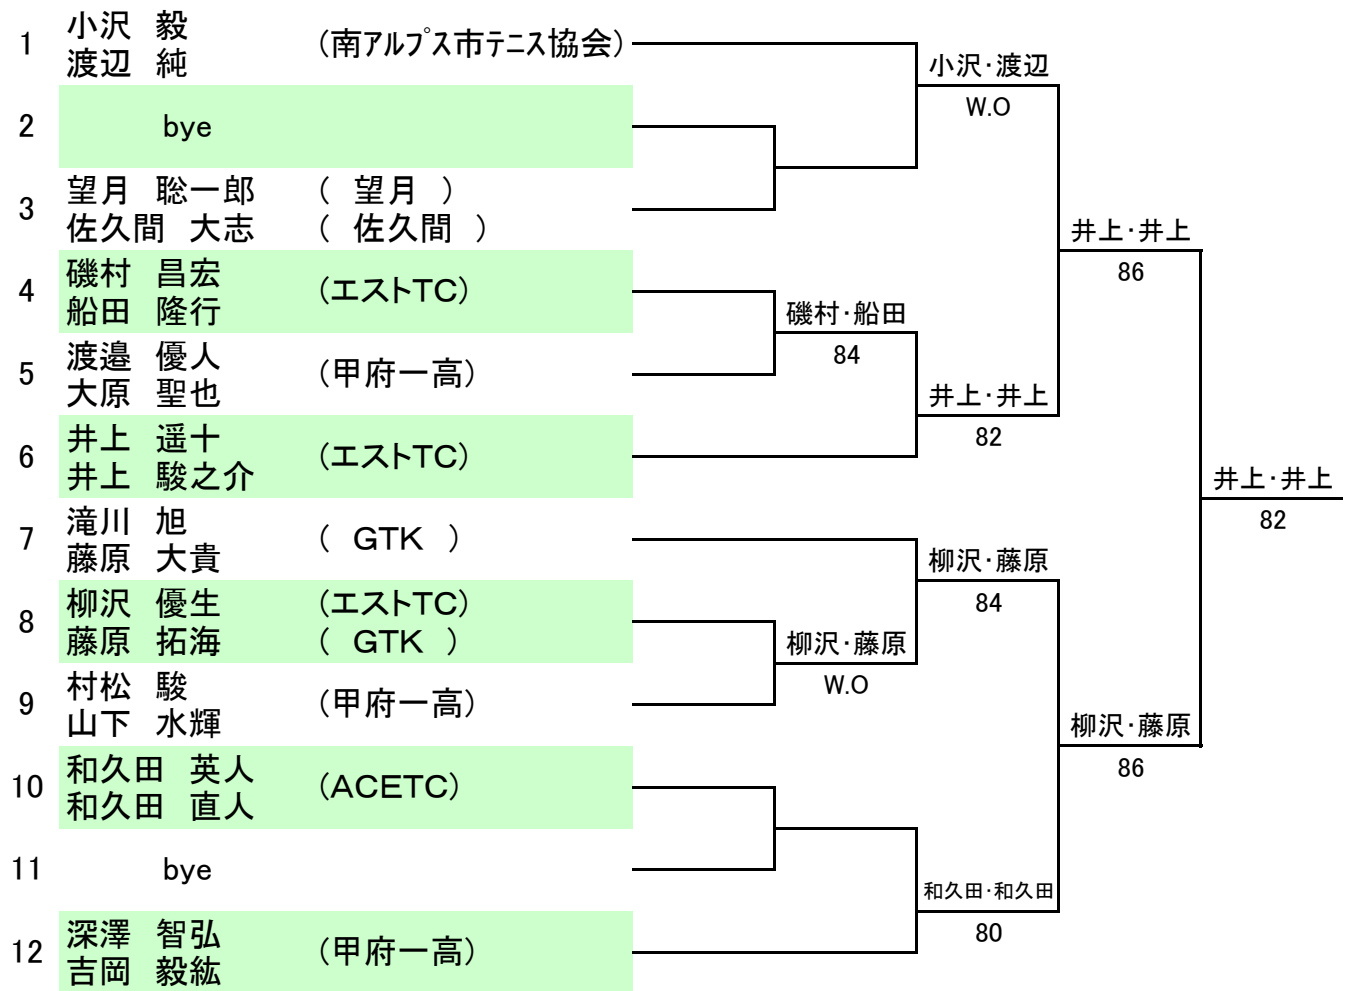 1 小沢 毅 (南アルプス市テニス協会)
渡辺 純
小沢・渡辺
W.O
2 bye
3 望月 聡一郎 ( 望月 )
佐久間 大志 ( 佐久間 )
井上・井上
86
4 磯村 昌宏 (エストTC)
船田 隆行
磯村・船田
84
5 渡邉 優人 (甲府一高)
大原 聖也
井上・井上
82
6 井上 遥十 (エストTC)
井上 駿之介
井上・井上
82
7 滝川 旭 ( GTK )
藤原 大貴
柳沢・藤原
84
8 柳沢 優生 (エストTC)
藤原 拓海 ( GTK )
柳沢・藤原
W.O
9 村松 駿 (甲府一高)
山下 水輝
柳沢・藤原
86
10 和久田 英人 (ACETC)
和久田 直人
11 bye
和久田・和久田
80
12 深澤 智弘 (甲府一高)
吉岡 毅紘